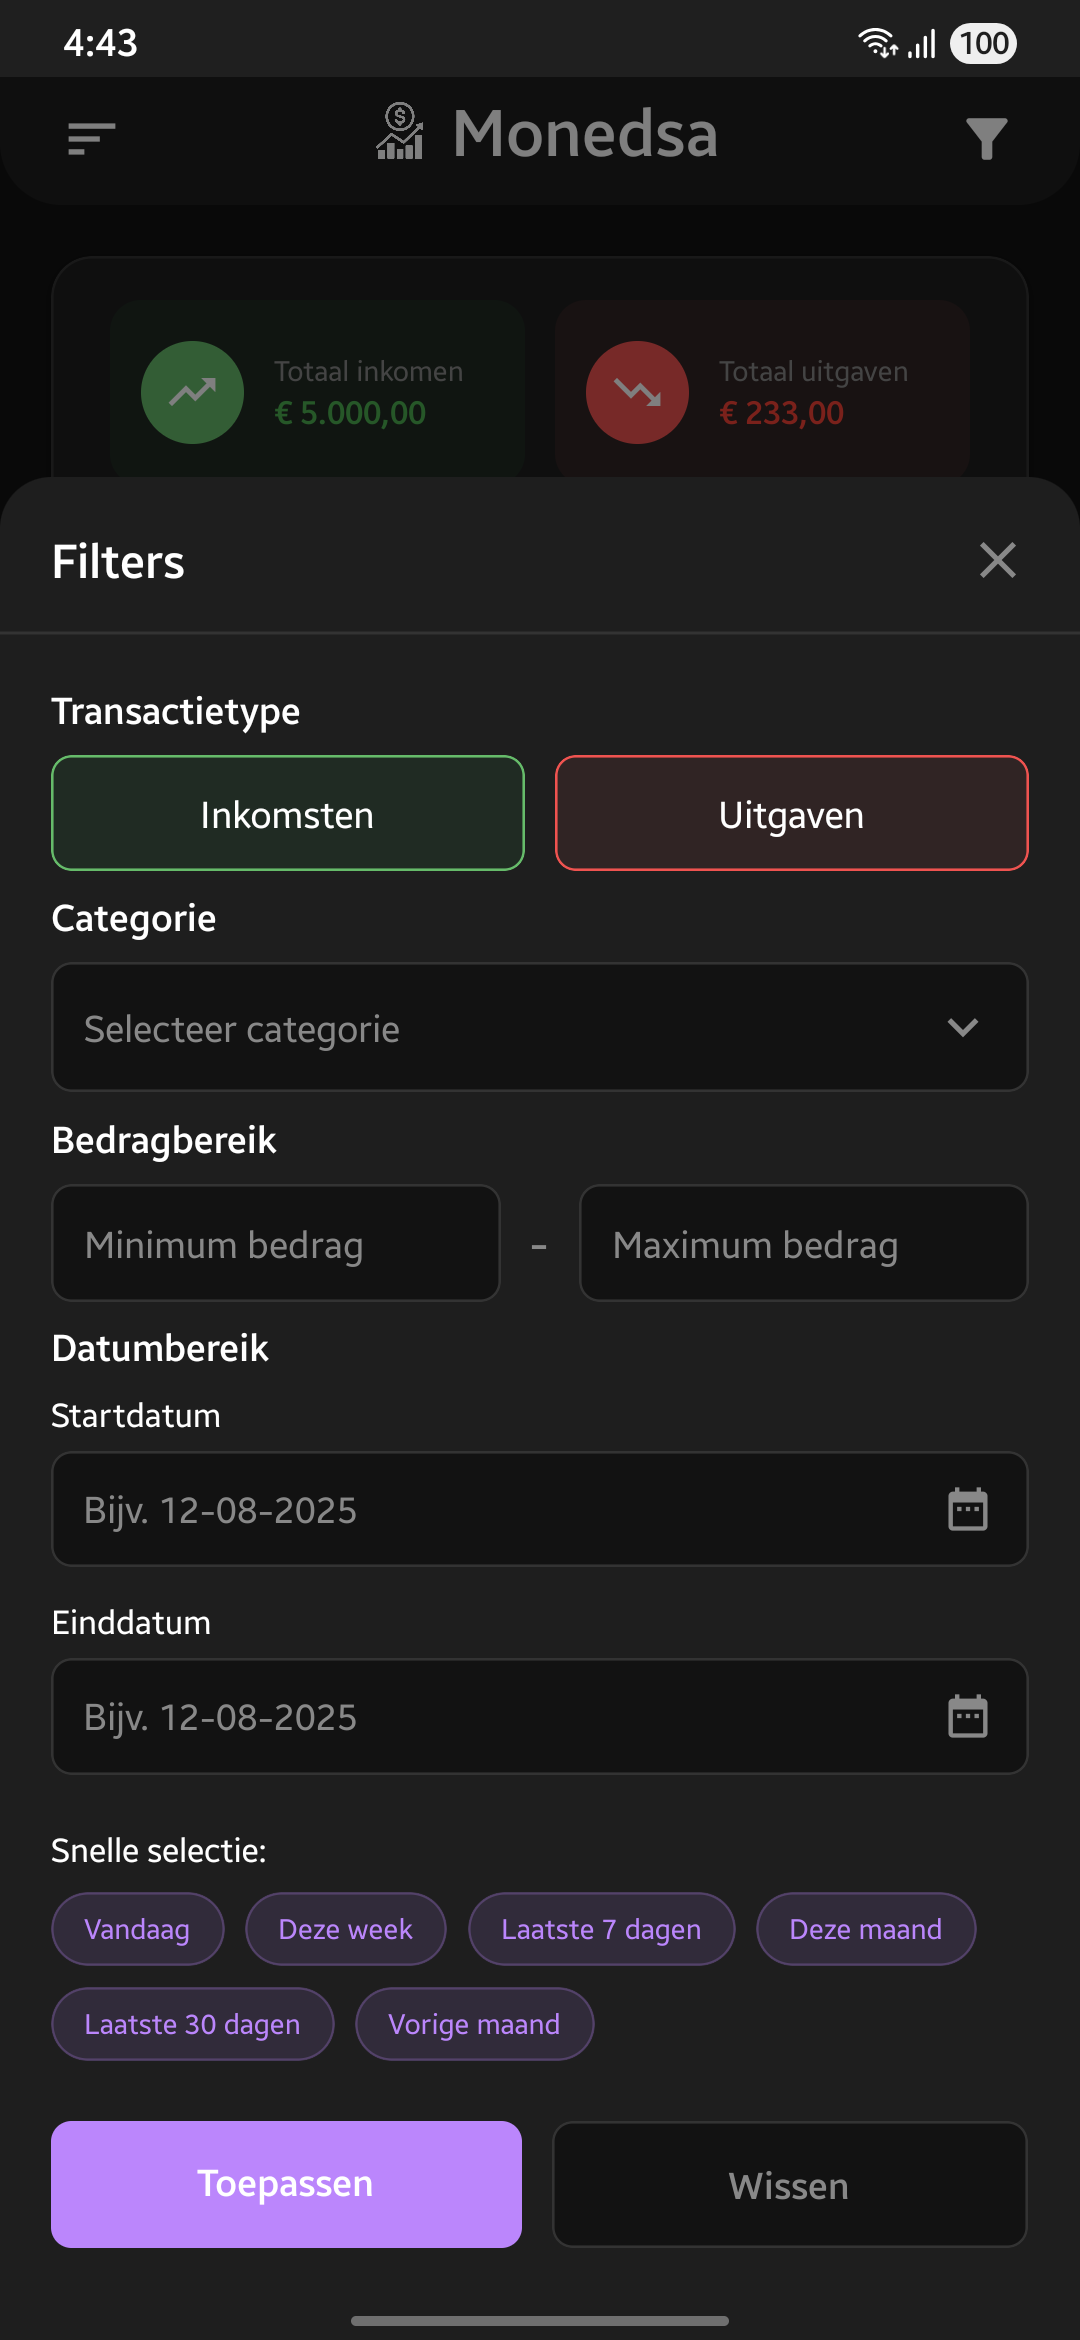 4:43
100
Monedsa
Totaal inkomen
Totaal uitgaven
€ 5.000,00
€ 233,00
Filters
Transactietype
Inkomsten
Uitgaven
Categorie
Selecteer categorie
Bedragbereik
Minimum bedrag - Maximum bedrag
Datumbereik
Startdatum
Bijv. 12-08-2025
Einddatum
Bijv. 12-08-2025
Snelle selectie:
Vandaag
Deze week
Laatste 7 dagen
Deze maand
Laatste 30 dagen
Vorige maand
Toepassen
Wissen